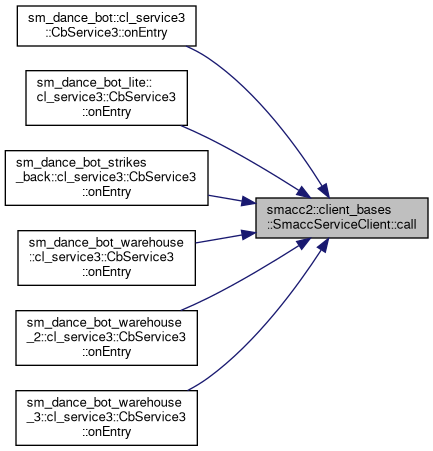 sm_dance_bot::cl_service3
::CbService3::onEntry
sm_dance_bot_lite::
cl_service3::CbService3
::onEntry
sm_dance_bot_strikes
_back::cl_service3::CbService3
::onEntry
smacc2::client_bases
::SmaccServiceClient::call
sm_dance_bot_warehouse
::cl_service3::CbService3
::onEntry
sm_dance_bot_warehouse
_2::cl_service3::CbService3
::onEntry
sm_dance_bot_warehouse
_3::cl_service3::CbService3
::onEntry